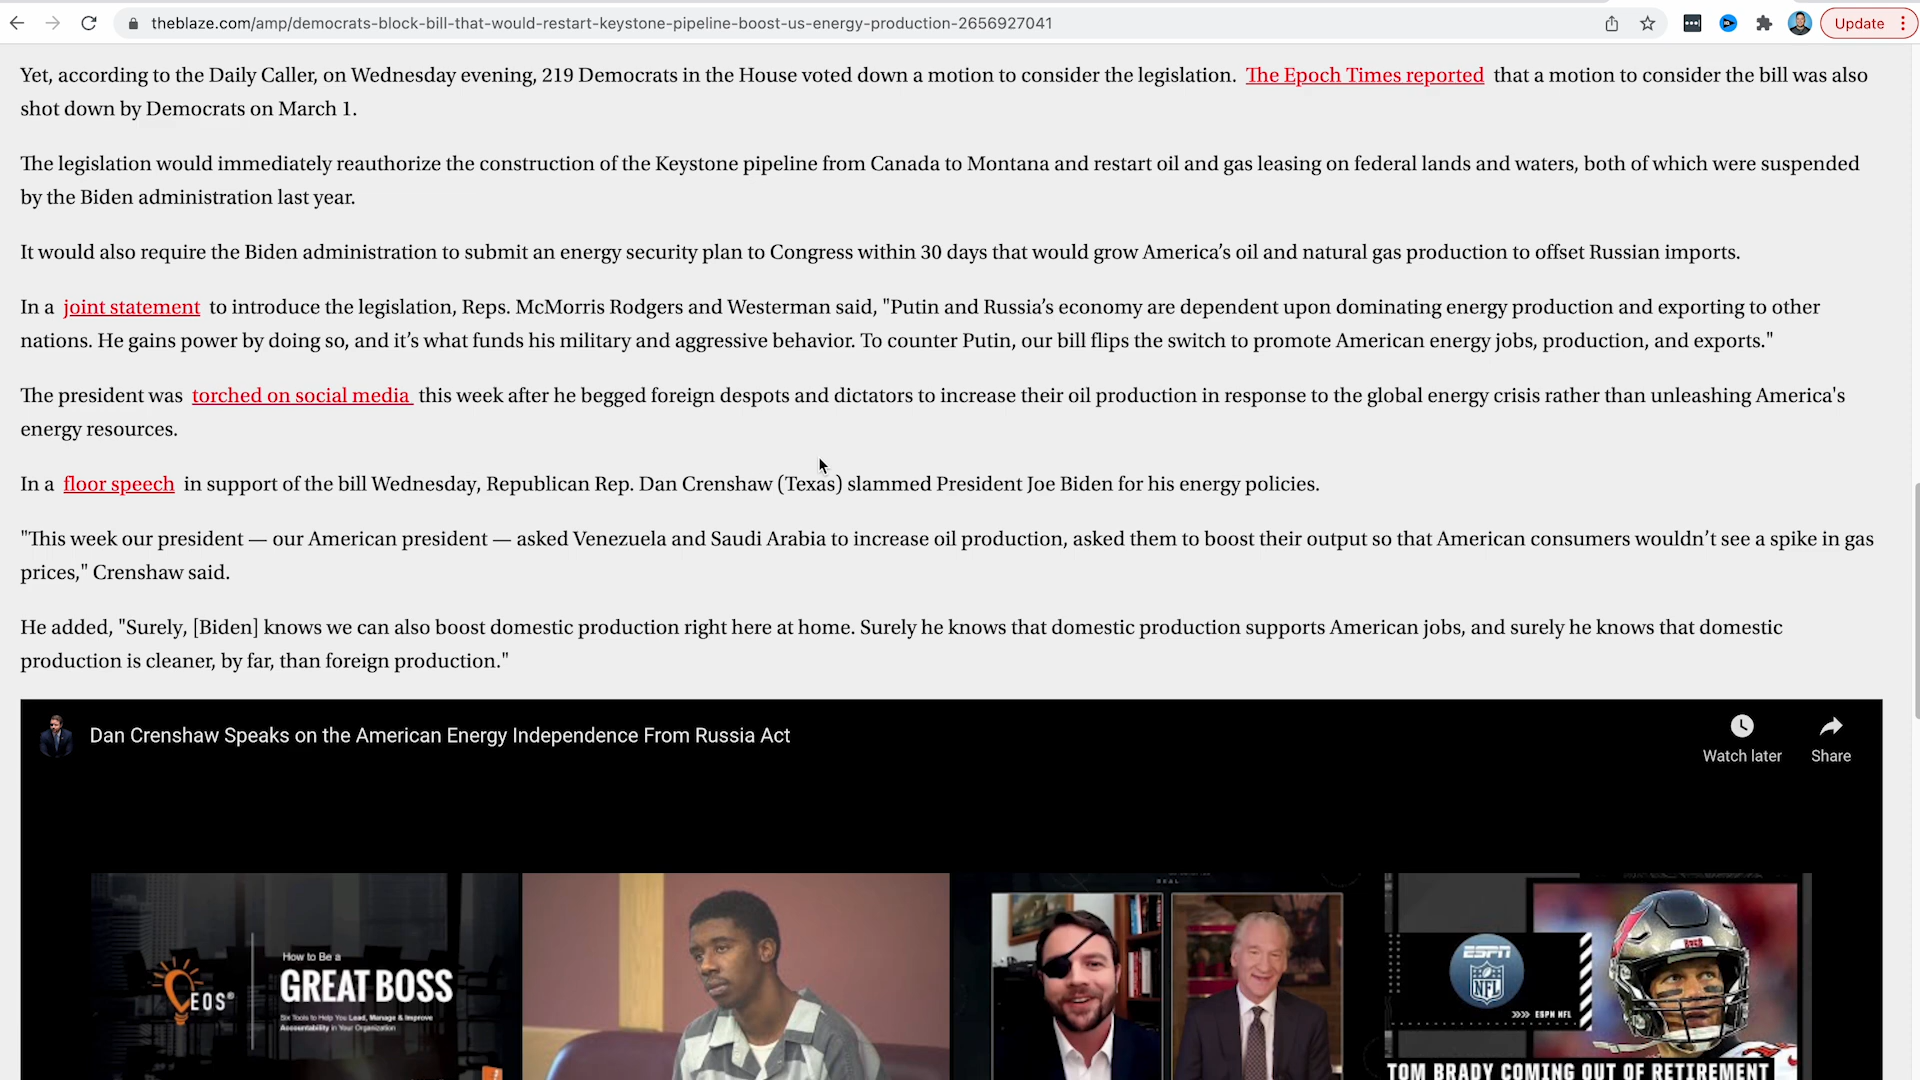 theblaze.com/amp/democrats-block-bill-that-would-restart-keystone-pipeline-boost-us-energy-production-2656927041
Update
Yet, according to the Daily Caller, on Wednesday evening, 219 Democrats in the House voted down a motion to consider the legislation. The Epoch Times reported that a motion to consider the bill was also
shot down by Democrats on March 1.
The legislation would immediately reauthorize the construction of the Keystone pipeline from Canada to Montana and restart oil and gas leasing on federal lands and waters, both of which were suspended
by the Biden administration last year.
It would also require the Biden administration to submit an energy security plan to Congress within 30 days that would grow America’s oil and natural gas production to offset Russian imports.
In a joint statement to introduce the legislation, Reps. McMorris Rodgers and Westerman said, "Putin and Russia’s economy are dependent upon dominating energy production and exporting to other
nations. He gains power by doing so, and it’s what funds his military and aggressive behavior. To counter Putin, our bill flips the switch to promote American energy jobs, production, and exports."
The president was torched on social media this week after he begged foreign despots and dictators to increase their oil production in response to the global energy crisis rather than unleashing America's
energy resources.
In a floor speech in support of the bill Wednesday, Republican Rep. Dan Crenshaw (Texas) slammed President Joe Biden for his energy policies.
"This week our president — our American president — asked Venezuela and Saudi Arabia to increase oil production, asked them to boost their output so that American consumers wouldn’t see a spike in gas
prices," Crenshaw said.
He added, "Surely, [Biden] knows we can also boost domestic production right here at home. Surely he knows that domestic production supports American jobs, and surely he knows that domestic
production is cleaner, by far, than foreign production."
Dan Crenshaw Speaks on the American Energy Independence From Russia Act
Watch later
Share
EOS®
How to Be a
GREAT BOSS
Six Tools to Help You Lead, Manage & Improve
Accountability in Your Organization
REAL
ESPN
NFL
>>>> ESPN NFL
BUCS
TOM BRADY COMING OUT OF RETIREMENT